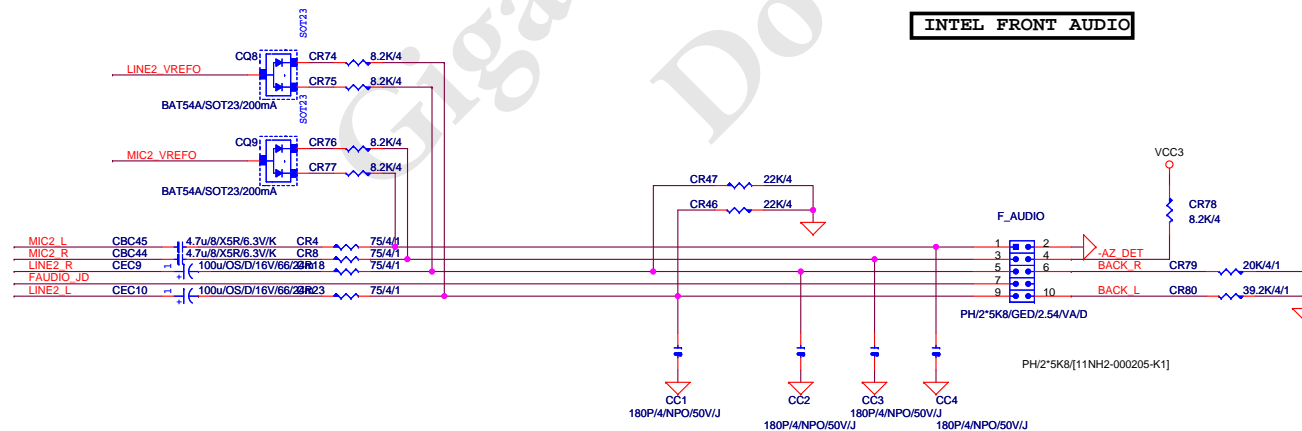 INTEL FRONT AUDIO
SOT23
CQ8
CR74
8.2K/4
LINE2_VREFO
CR75
8.2K/4
BAT54A/SOT23/200mA
SOT23
CQ9
CR76
8.2K/4
MIC2_VREFO
CR77
8.2K/4
BAT54A/SOT23/200mA
VCC3
CR47
22K/4
CR46
22K/4
CR78
8.2K/4
F_AUDIO
MIC2_L
CBC45
4.7u/8/X5R/6.3V/K
CR4
75/4/1
1
2
MIC2_R
CBC44
4.7u/8/X5R/6.3V/K
CR8
75/4/1
3
4
-AZ_DET
LINE2_R
CEC9
1
+
100u/OS/D/16V/66/
CR18
75/4/1
5
6
BACK_R
CR79
20K/4/1
FAUDIO_JD
7
LINE2_L
CEC10
1
+
100u/OS/D/16V/66/
CR23
75/4/1
9
10
BACK_L
CR80
39.2K/4/1
PH/2*5K8/GED/2.54/VA/D
PH/2*5K8/[11NH2-000205-K1]
CC1
180P/4/NPO/50V/J
CC2
180P/4/NPO/50V/J
CC3
180P/4/NPO/50V/J
CC4
180P/4/NPO/50V/J
Giga
Do